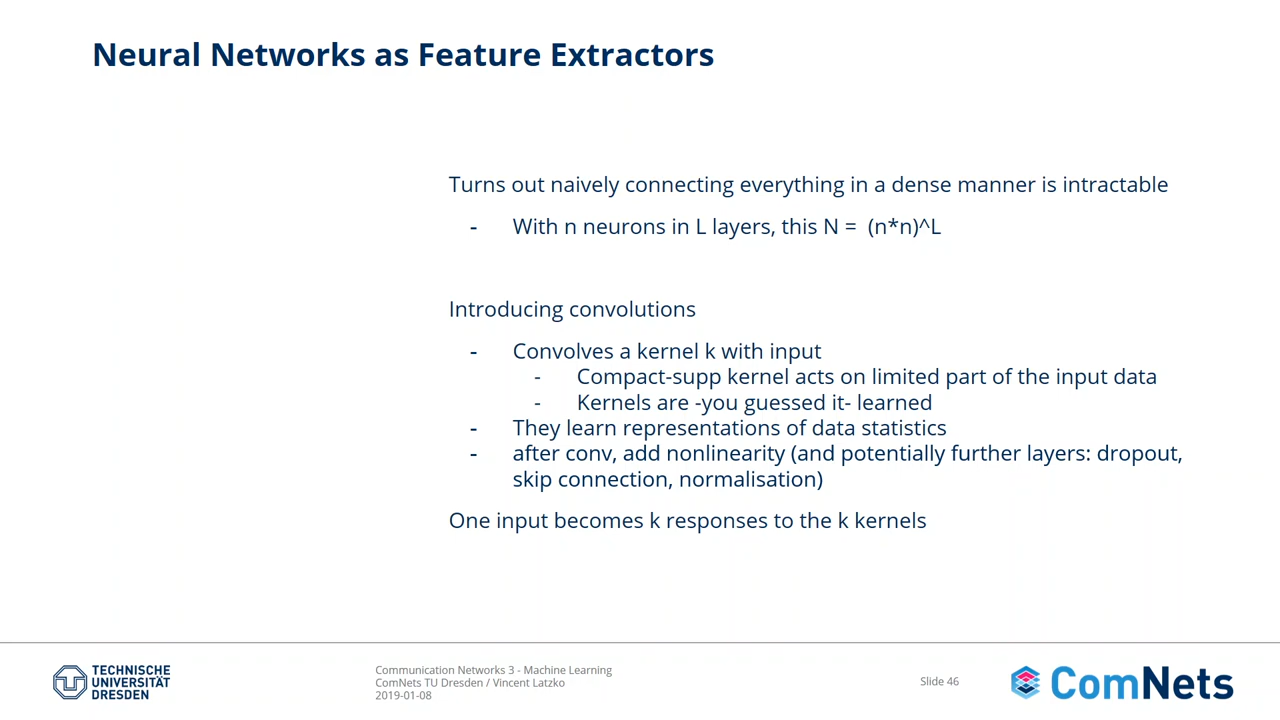 Neural Networks as Feature Extractors
Turns out naively connecting everything in a dense manner is intractable
- With n neurons in L layers, this N = (n*n)^L
Introducing convolutions
- Convolves a kernel k with input
- Compact-supp kernel acts on limited part of the input data
- Kernels are -you guessed it- learned
- They learn representations of data statistics
- after conv, add nonlinearity (and potentially further layers: dropout,
skip connection, normalisation)
One input becomes k responses to the k kernels
TECHNISCHE
UNIVERSITÄT
DRESDEN
Communication Networks 3 - Machine Learning
ComNets TU Dresden / Vincent Latzko
2019-01-08
Slide 46
ComNets